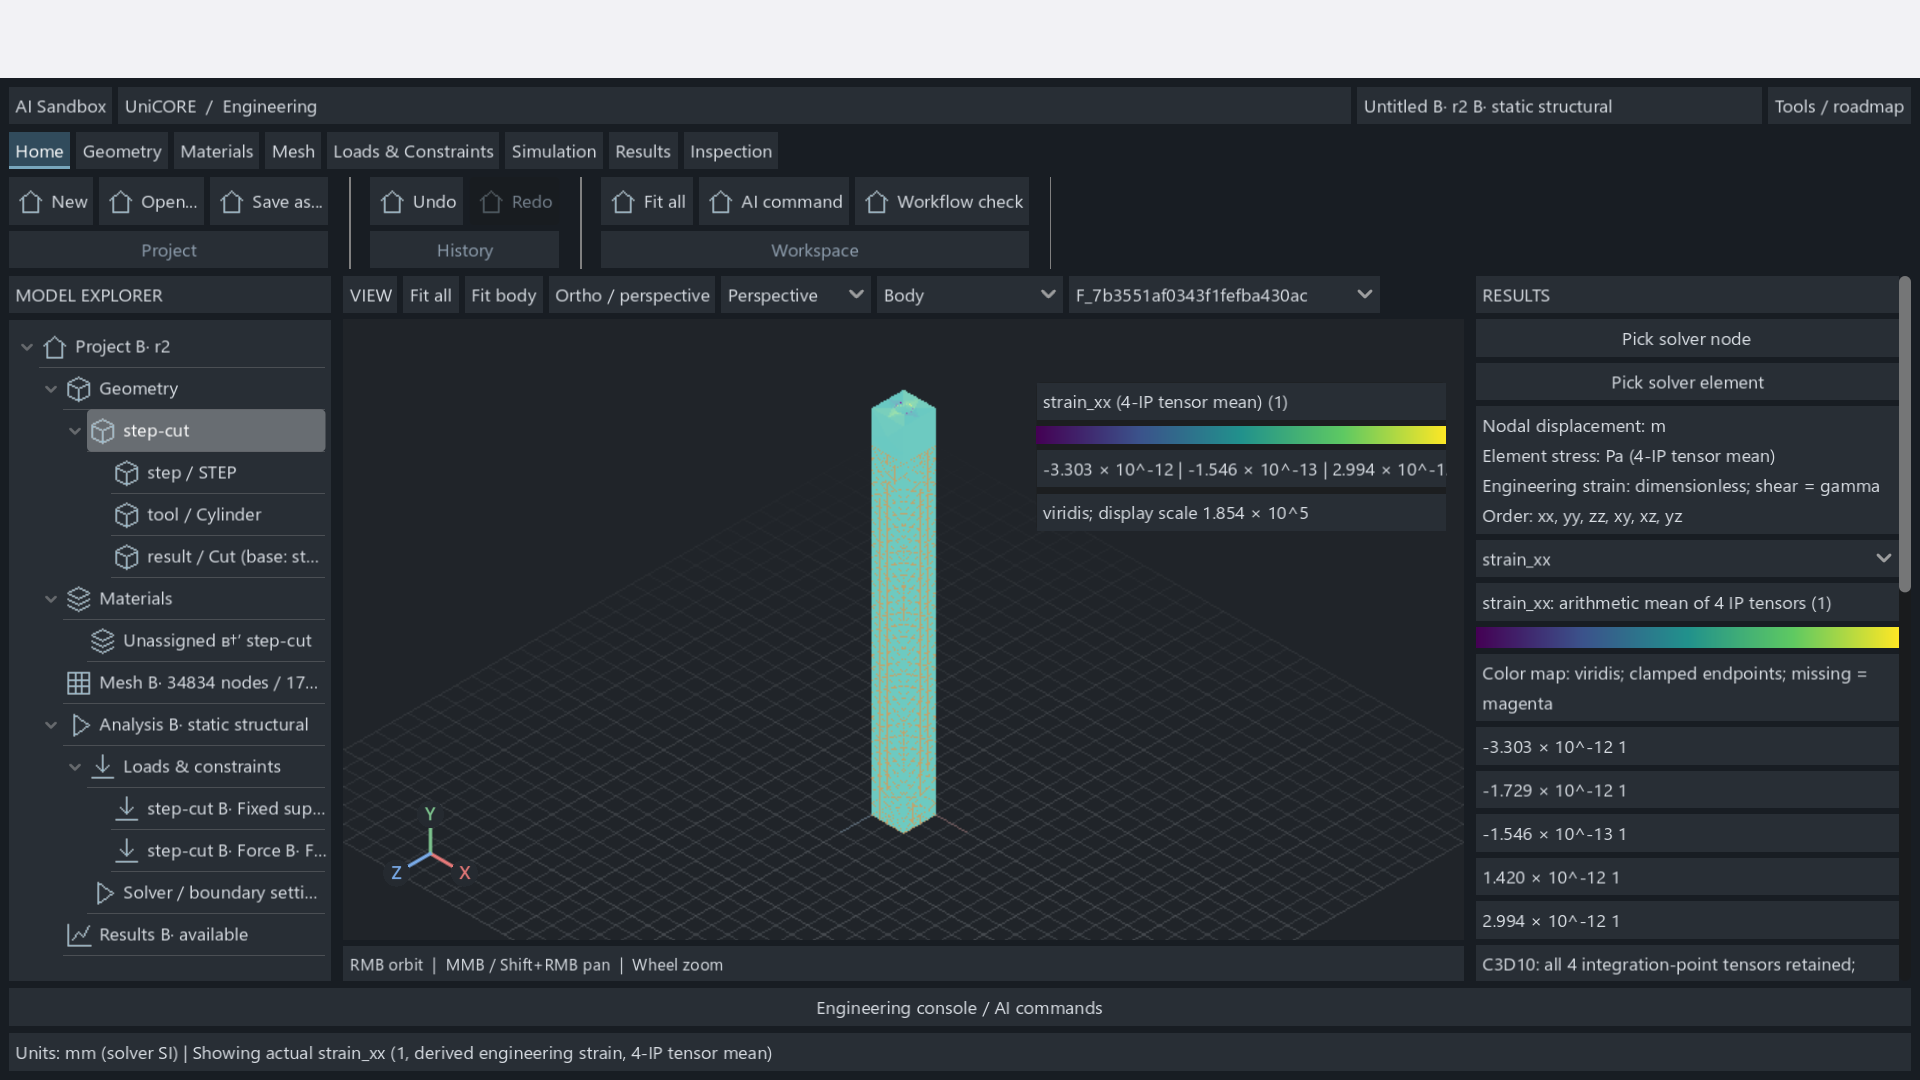 AI Sandbox
UniCORE / Engineering
Untitled В· r2 В· static structural
Tools / roadmap
Home
Geometry
Materials
Mesh
Loads & Constraints
Simulation
Results
Inspection
New
Open...
Save as...
Undo
Redo
Fit all
AI command
Workflow check
Project
History
Workspace
MODEL EXPLORER
VIEW
Fit all
Fit body
Ortho / perspective
Perspective
Body
F_7b3551af0343f1fefba430ac
RESULTS
Project В· r2
Geometry
step-cut
step / STEP
tool / Cylinder
result / Cut (base: st...
Materials
Unassigned в†’ step-cut
Mesh В· 34834 nodes / 17...
Analysis В· static structural
Loads & constraints
step-cut В· Fixed sup...
step-cut В· Force В· F...
Solver / boundary setti...
Results В· available
strain_xx (4-IP tensor mean) (1)
-3.303 × 10^-12 | -1.546 × 10^-13 | 2.994 × 10^-1
viridis; display scale 1.854 × 10^5
Y
Z
X
RMB orbit | MMB / Shift+RMB pan | Wheel zoom
Pick solver node
Pick solver element
Nodal displacement: m
Element stress: Pa (4-IP tensor mean)
Engineering strain: dimensionless; shear = gamma
Order: xx, yy, zz, xy, xz, yz
strain_xx
strain_xx: arithmetic mean of 4 IP tensors (1)
Color map: viridis; clamped endpoints; missing =
magenta
-3.303 × 10^-12 1
-1.729 × 10^-12 1
-1.546 × 10^-13 1
1.420 × 10^-12 1
2.994 × 10^-12 1
C3D10: all 4 integration-point tensors retained;
Engineering console / AI commands
Units: mm (solver SI) | Showing actual strain_xx (1, derived engineering strain, 4-IP tensor mean)